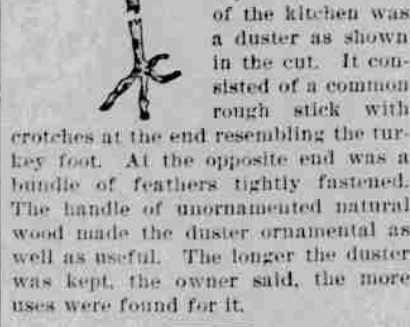 of the kitchen was
a duster as shown
in the cut. It con-
sisted of a common
rough stick with
crotches at the end resembling the tur-
key foot. At the opposite end was a
bundle of feathers tightly fastened.
The handle of unornamented natural
wood made the duster ornamental as
well as useful. The longer the duster
was kept, the owner said, the more
uses were found for it.